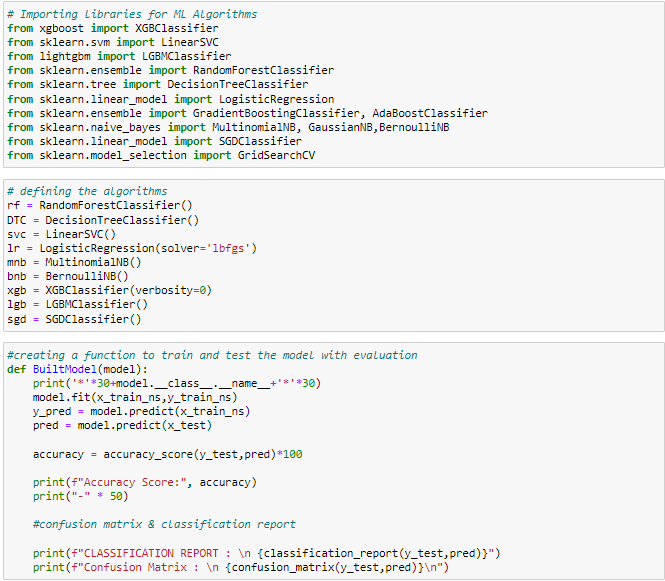 # Importing Libraries for ML Algorithms
from xgboost import XGBClassifier
from sklearn.svm import LinearSVC
from lightgbm import LGBMClassifier
from sklearn.ensemble import RandomForestClassifier
from sklearn.tree import DecisionTreeClassifier
from sklearn.linear_model import LogisticRegression
from sklearn.ensemble import GradientBoostingClassifier, AdaBoostClassifier
from sklearn.naive_bayes import MultinomialNB, GaussianNB,BernoulliNB
from sklearn.linear_model import SGDClassifier
from sklearn.model_selection import GridSearchCV
# defining the algorithms
rf = RandomForestClassifier()
DTC = DecisionTreeClassifier()
svc = LinearSVC()
lr = LogisticRegression(solver='lbfgs')
mnb = MultinomialNB()
bnb = BernoulliNB()
xgb = XGBClassifier(verbosity=0)
lgb = LGBMClassifier()
sgd = SGDClassifier()
#creating a function to train and test the model with evaluation
def BuiltModel(model):
    print('*'*30+model.__class__.__name__+'*'*30)
    model.fit(x_train_ns,y_train_ns)
    y_pred = model.predict(x_train_ns)
    pred = model.predict(x_test)
    accuracy = accuracy_score(y_test,pred)*100
    print(f"Accuracy Score:", accuracy)
    print("-" * 50)
    #confusion matrix & classification report
    print(f"CLASSIFICATION REPORT : \n {classification_report(y_test,pred)}")
    print(f"Confusion Matrix : \n {confusion_matrix(y_test,pred)}\n")